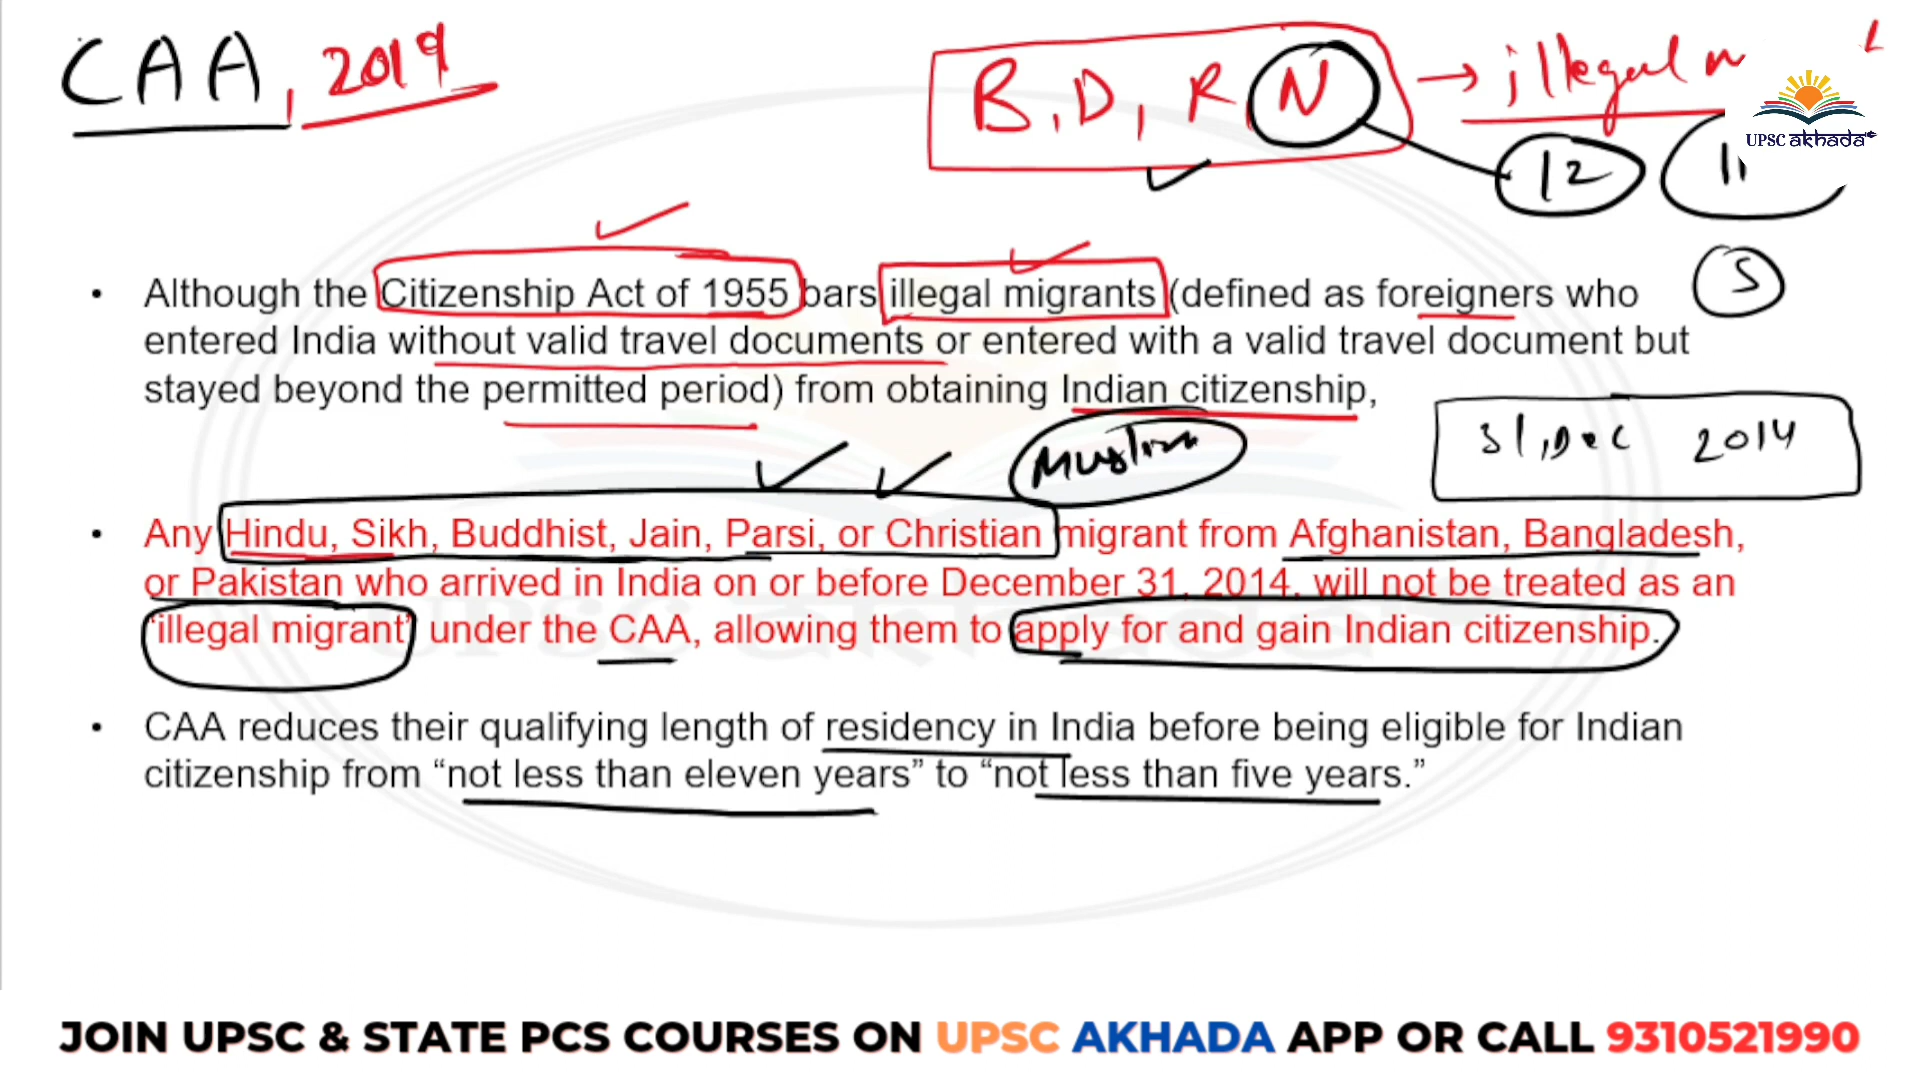 CAA, 2019
B, D, R N → illegal m
12 11
UPSC akhada
• Although the Citizenship Act of 1955 bars illegal migrants (defined as foreigners who
5
entered India without valid travel documents or entered with a valid travel document but
stayed beyond the permitted period) from obtaining Indian citizenship,
31, Dec 2014
Muslim
• Any Hindu, Sikh, Buddhist, Jain, Parsi, or Christian migrant from Afghanistan, Bangladesh,
or Pakistan who arrived in India on or before December 31, 2014, will not be treated as an
'illegal migrant' under the CAA, allowing them to apply for and gain Indian citizenship.
• CAA reduces their qualifying length of residency in India before being eligible for Indian
citizenship from “not less than eleven years” to “not less than five years.”
JOIN UPSC & STATE PCS COURSES ON UPSC AKHADA APP OR CALL 9310521990